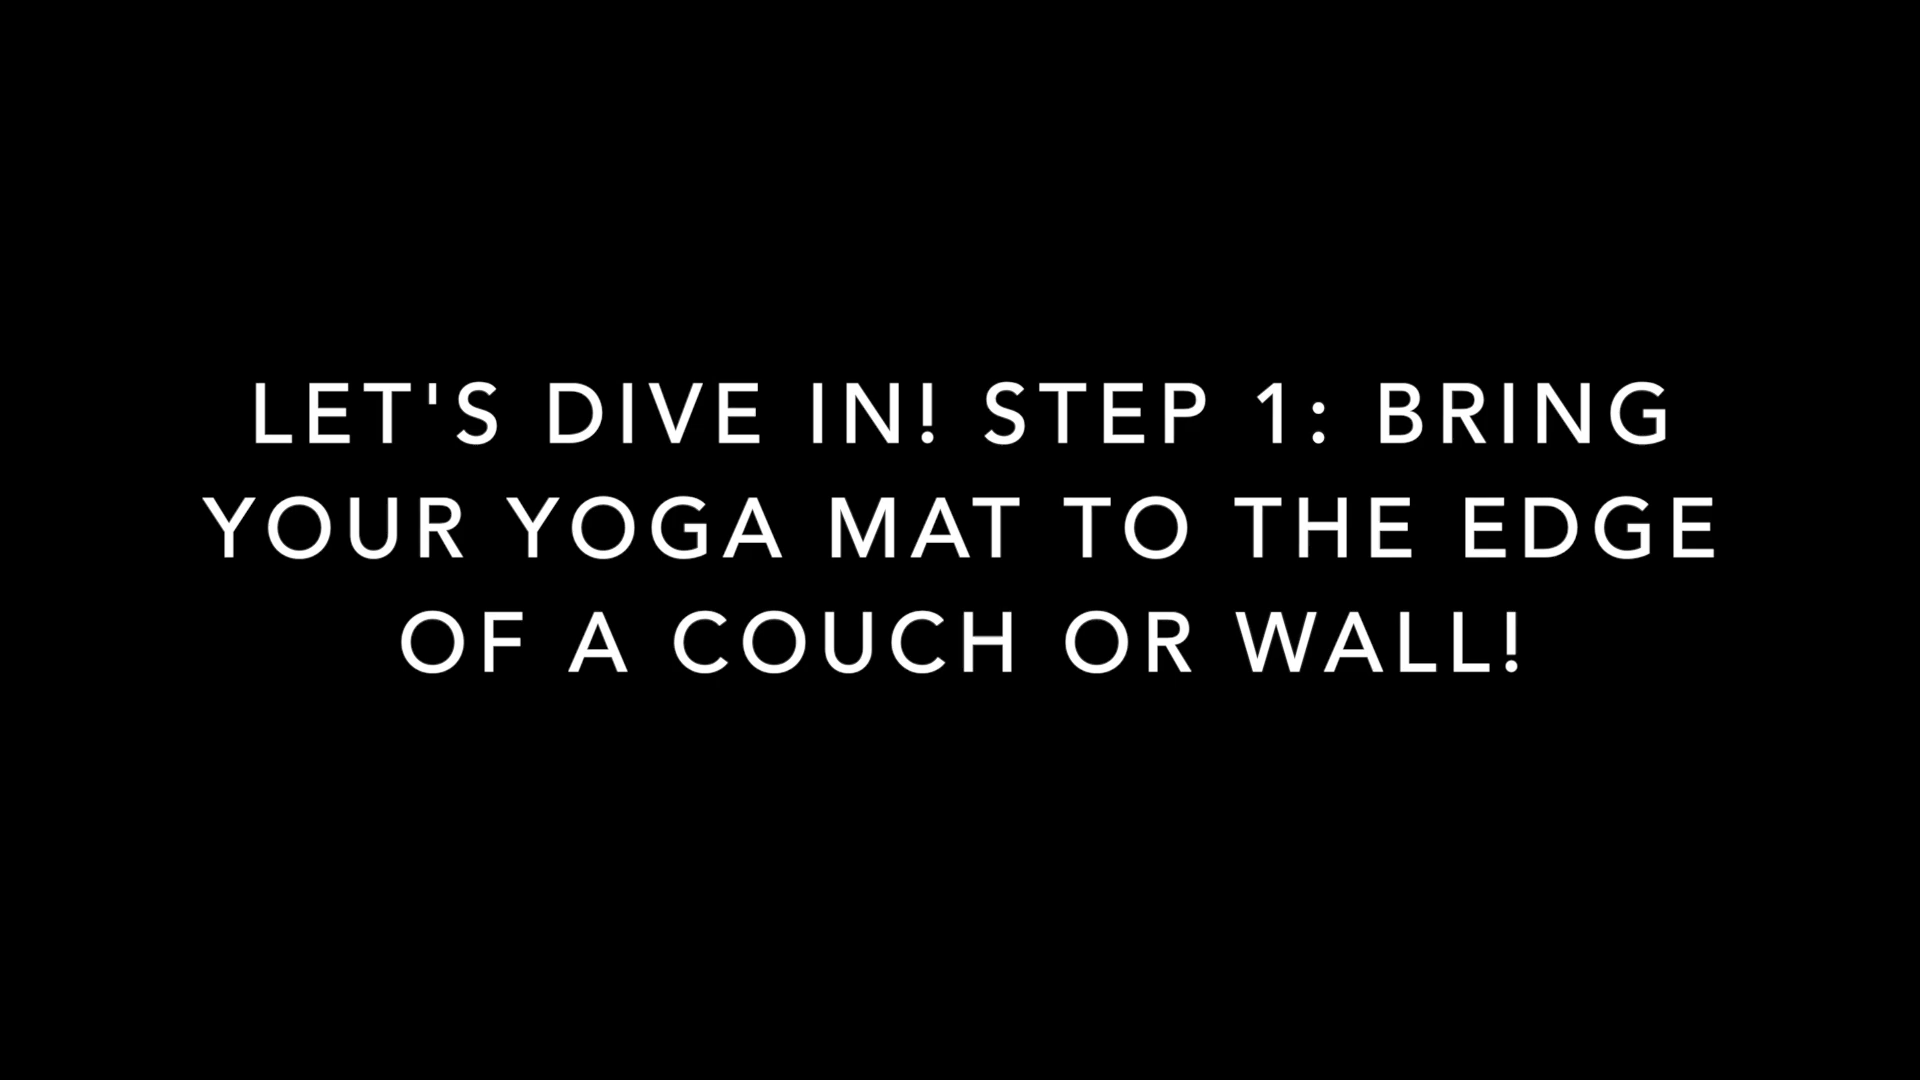 LET'S DIVE IN! STEP 1: BRING
YOUR YOGA MAT TO THE EDGE
OF A COUCH OR WALL!